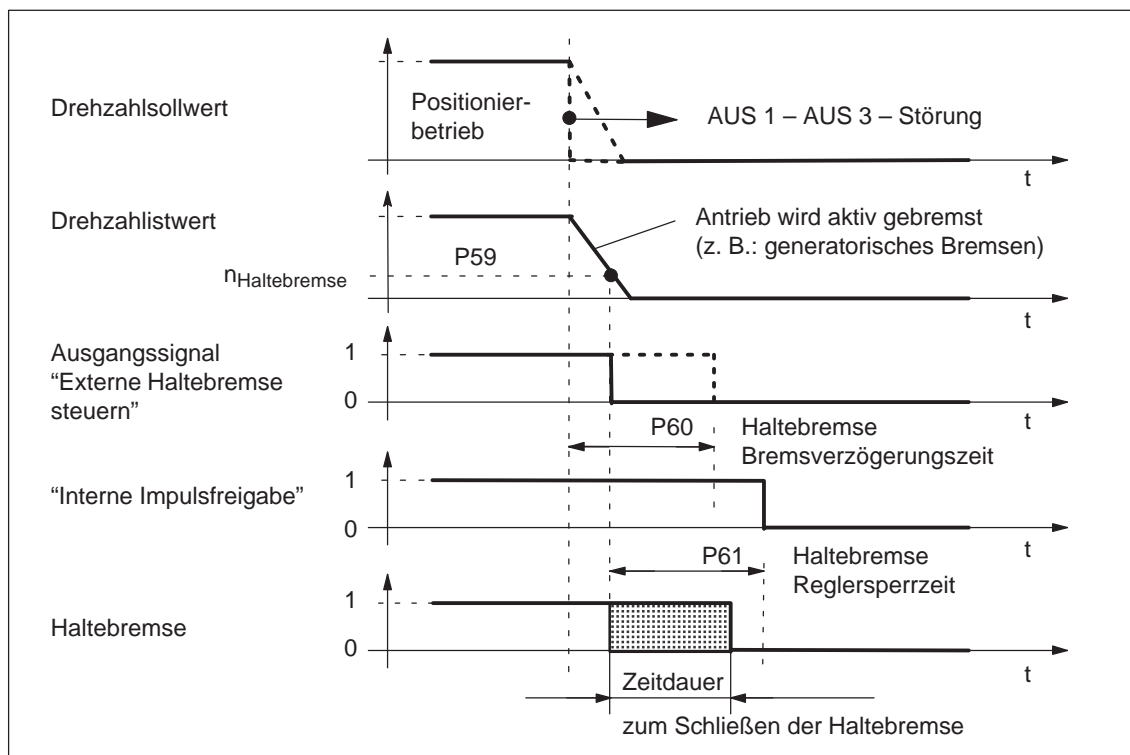 Drehzahlsollwert
Positionier-
betrieb
AUS 1 – AUS 3 – Störung
t
Drehzahlistwert
P59
nHaltebremse
Antrieb wird aktiv gebremst
(z. B.: generatorisches Bremsen)
t
Ausgangssignal
“Externe Haltebremse
steuern”
1
0
t
P60
Haltebremse
Bremsverzögerungszeit
“Interne Impulsfreigabe”
1
0
t
P61
Haltebremse
Reglersperrzeit
Haltebremse
1
0
t
Zeitdauer
zum Schließen der Haltebremse